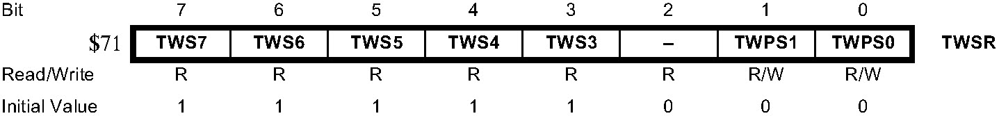 Bit 7 6 5 4 3 2 1 0
$71 TWS7 TWS6 TWS5 TWS4 TWS3 – TWPS1 TWPS0 TWSR
Read/Write R R R R R R R/W R/W
Initial Value 1 1 1 1 1 0 0 0